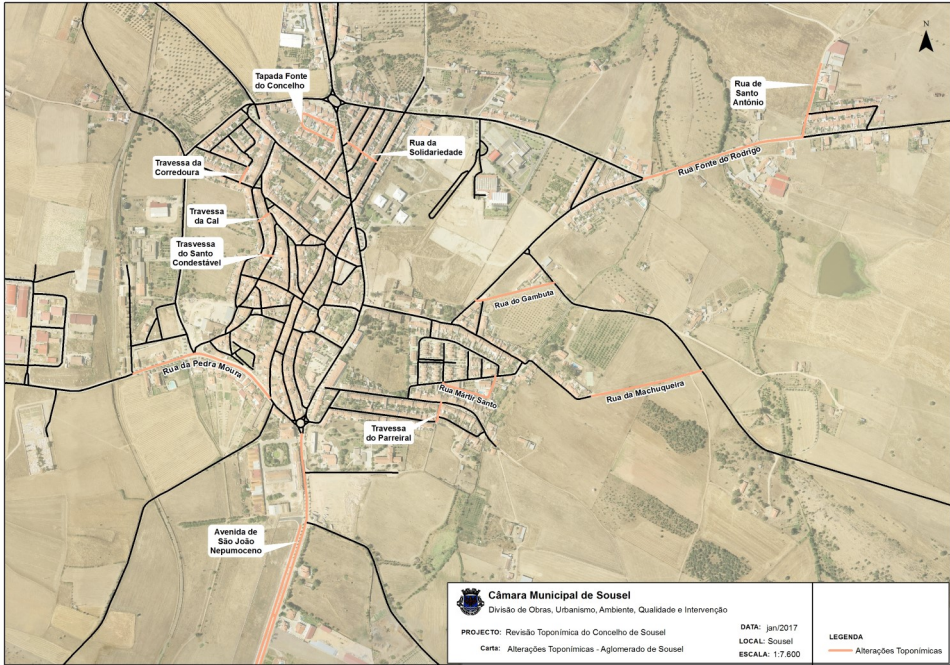 N
Tapada Fonte
do Concelho
Rua de
Santo
António
Rua da
Solidariedade
Rua Fonte do Rodrigo
Travessa da
Corredoura
Travessa
da Cal
Trasvessa
do Santo
Condestável
Rua do Gambuta
Rua da Pedra Moura
Rua Mártir Santo
Rua da Machuqueira
Travessa
do Parreiral
Avenida de
São João
Nepumoceno
Câmara Municipal de Sousel
Divisão de Obras, Urbanismo, Ambiente, Qualidade e Intervenção
PROJECTO: Revisão Toponímica do Concelho de Sousel
Carta: Alterações Toponímicas - Aglomerado de Sousel
DATA: jan/2017
LOCAL: Sousel
ESCALA: 1:7.600
LEGENDA
Alterações Toponímicas